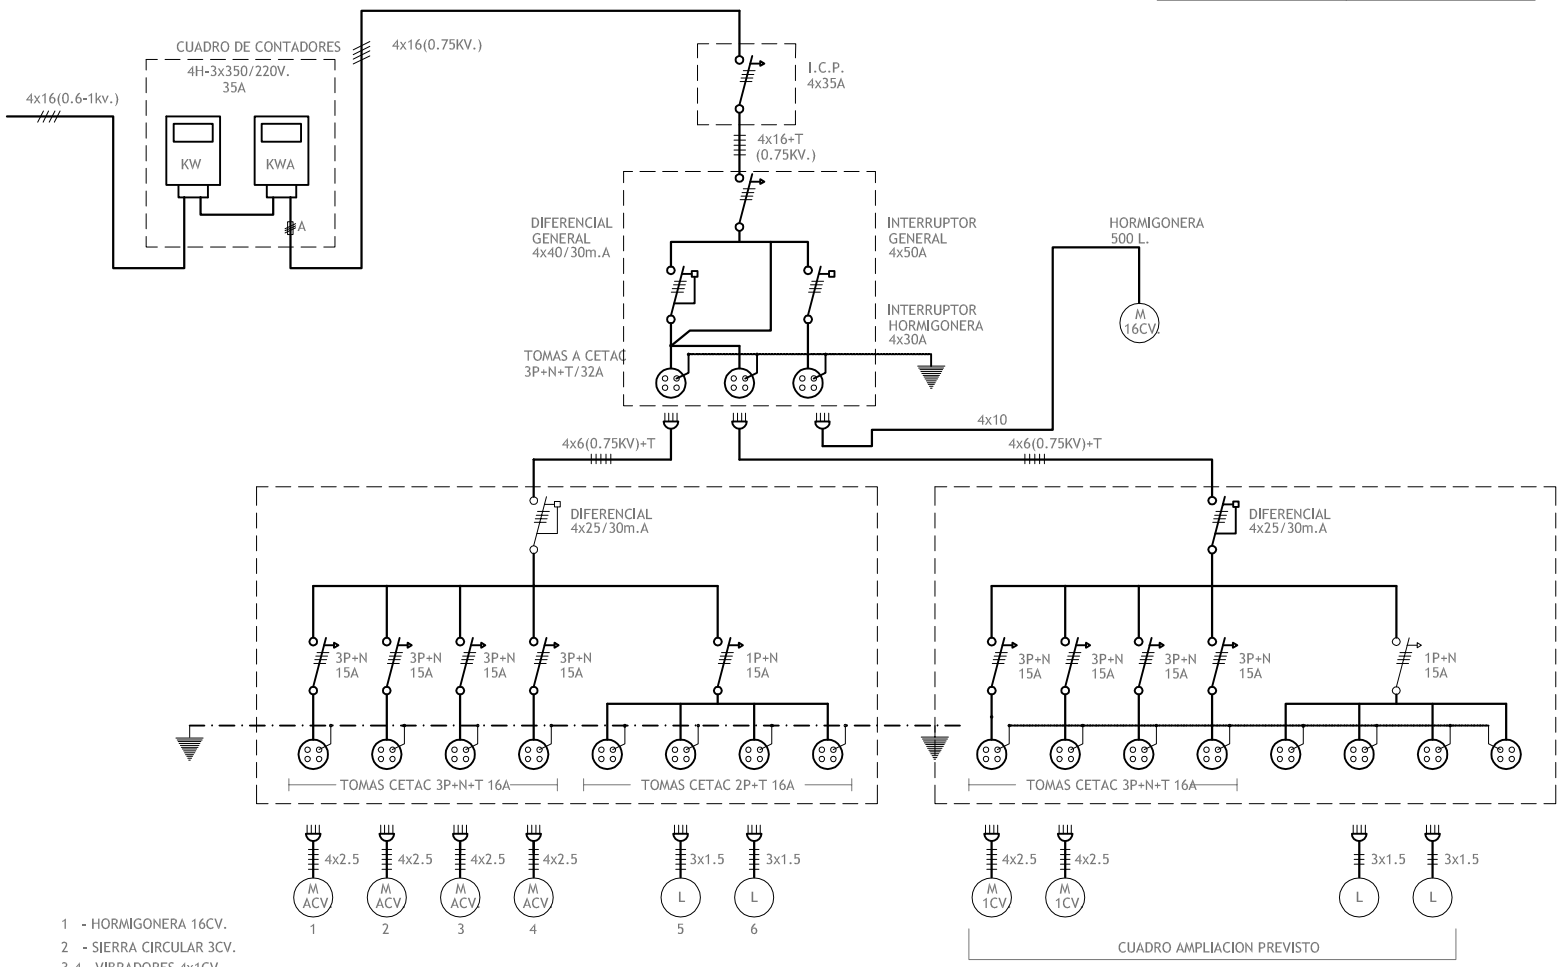 CUADRO DE CONTADORES
4H-3x350/220V.
35A
4x16(0.6-1kv.)
KW
KWA
A
4x16(0.75KV.)
I.C.P.
4x35A
4x16+T
(0.75KV.)
DIFERENCIAL
GENERAL
4x40/30m.A
INTERRUPTOR
GENERAL
4x50A
INTERRUPTOR
HORMIGONERA
4x30A
TOMAS A CETAC
3P+N+T/32A
HORMIGONERA
500 L.
M
16CV.
4x10
4x6(0.75KV)+T
4x6(0.75KV)+T
DIFERENCIAL
4x25/30m.A
DIFERENCIAL
4x25/30m.A
3P+N
15A
3P+N
15A
3P+N
15A
3P+N
15A
1P+N
15A
3P+N
15A
3P+N
15A
3P+N
15A
3P+N
15A
1P+N
15A
TOMAS CETAC 3P+N+T 16A
TOMAS CETAC 2P+T 16A
TOMAS CETAC 3P+N+T 16A
4x2.5
4x2.5
4x2.5
4x2.5
3x1.5
3x1.5
4x2.5
4x2.5
3x1.5
3x1.5
M
ACV.
M
ACV.
M
ACV.
M
ACV.
L
L
M
1CV.
M
1CV.
L
L
1
2
3
4
5
6
CUADRO AMPLIACION PREVISTO
1 - HORMIGONERA 16CV.
2 - SIERRA CIRCULAR 3CV.
3-4 - VIBRADORES 4x1CV.